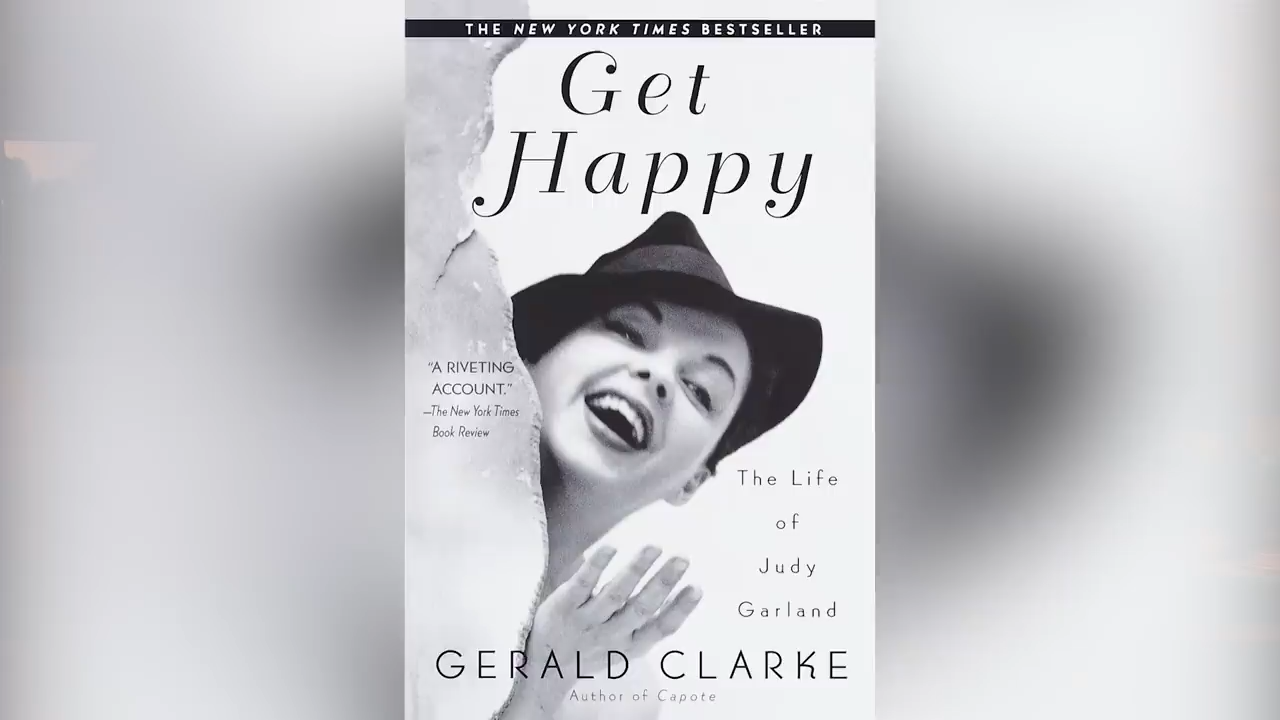 THE NEW YORK TIMES BESTSELLER
Get
Happy
“A RIVETING
ACCOUNT.”
—The New York Times
Book Review
The Life
of
Judy
Garland
GERALD CLARKE
Author of Capote